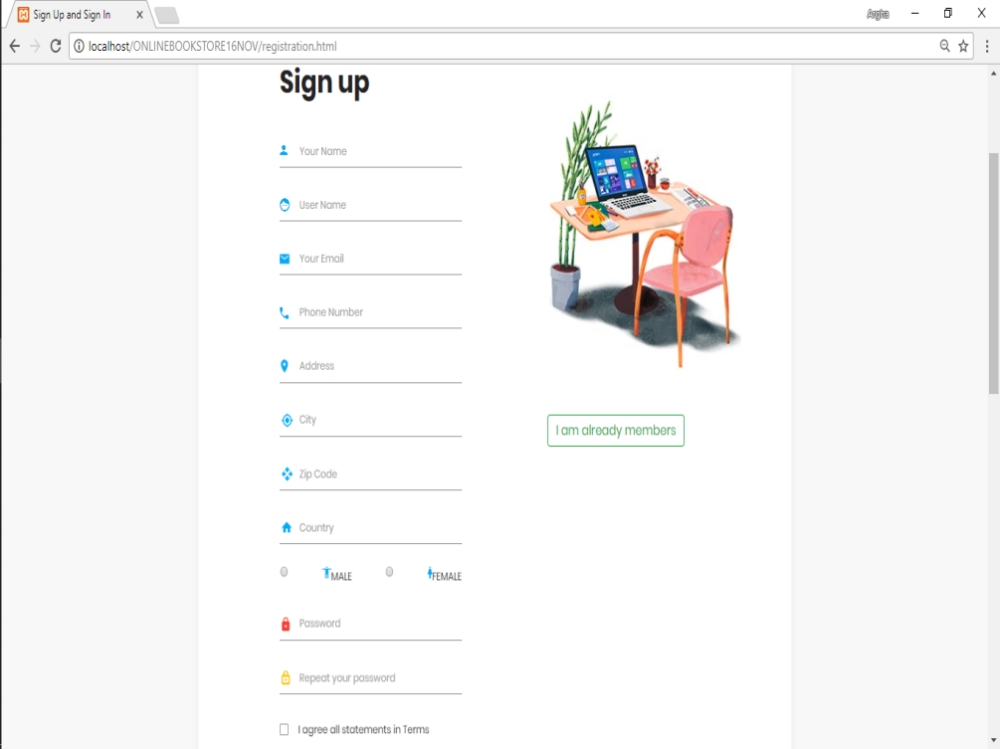 Sign Up and Sign In
Argha
localhost/ONLINEBOOKSTORE16NOV/registration.html
Sign up
Your Name
User Name
Your Email
Phone Number
Address
City
Zip Code
Country
MALE FEMALE
Password
Repeat your password
I agree all statements in Terms
I am already members